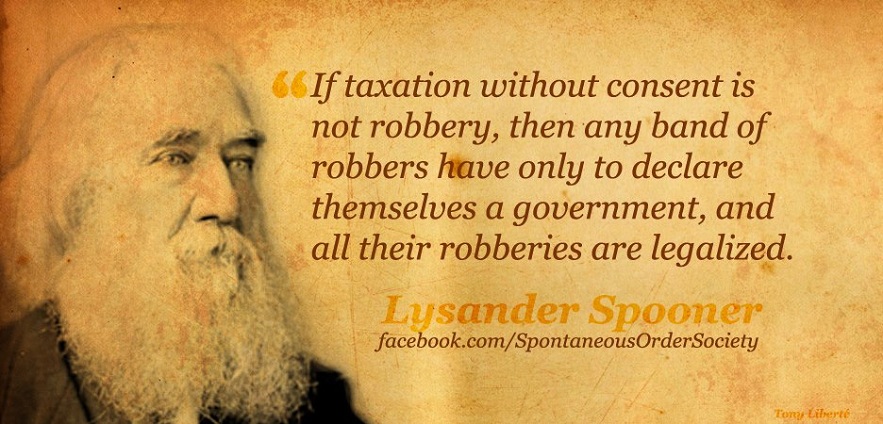 “If taxation without consent is
not robbery, then any band of
robbers have only to declare
themselves a government, and
all their robberies are legalized.
Lysander Spooner
facebook.com/SpontaneousOrderSociety
Tony Liberté